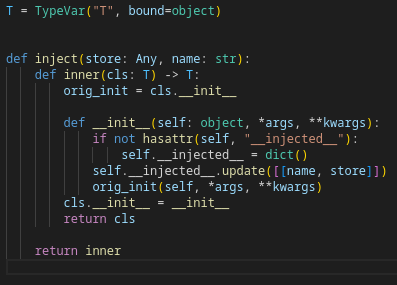 T = TypeVar("T", bound=object)
def inject(store: Any, name: str):
def inner(cls: T) -> T:
orig_init = cls.__init__
def __init__(self: object, *args, **kwargs):
if not hasattr(self, "__injected__"):
self.__injected__ = dict()
self.__injected__.update([[name, store]])
orig_init(self, *args, **kwargs)
cls.__init__ = __init__
return cls
return inner